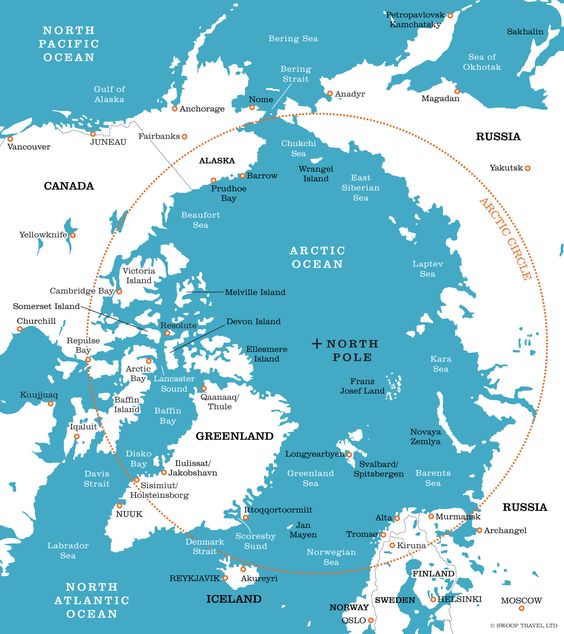 Petropavlovsk
Kamchatsky
NORTH
PACIFIC
OCEAN
Bering Sea
Sakhalin
Sea of
Okhotsk
Bering
Strait
Gulf of
Alaska
Anadyr
Magadan
Nome
Anchorage
Fairbanks
JUNEAU
Vancouver
RUSSIA
Chukchi
Sea
ALASKA
Wrangel
Island
Yakutsk
Barrow
East
Siberian
Sea
CANADA
Prudhoe
Bay
ARCTIC CIRCLE
Beaufort
Sea
Yellowknife
ARCTIC
OCEAN
Laptev
Sea
Victoria
Island
Cambridge Bay
Melville Island
Somerset Island
Churchill
Resolute
Devon Island
Repulse
Bay
NORTH
POLE
Ellesmere
Island
Kara
Sea
Arctic
Bay
Lancaster
Sound
Franz
Josef Land
Kuujjuaq
Qaanaaq/
Thule
Baffin
Island
Baffin
Bay
Iqaluit
GREENLAND
Novaya
Zemlya
Longyearbyen
Disko
Bay
Ilulissat/
Jakobshavn
Svalbard/
Spitsbergen
Davis
Strait
Greenland
Sea
Barents
Sea
Sisimiut/
Holsteinsborg
NUUK
Ittoqqortoormiit
RUSSIA
Alta
Murmansk
Jan
Mayen
Archangel
Tromsø
Scoresby
Sund
Denmark
Strait
Kiruna
Labrador
Sea
Norwegian
Sea
REYKJAVIK
Akureyri
FINLAND
NORTH
ATLANTIC
OCEAN
ICELAND
SWEDEN
HELSINKI
MOSCOW
NORWAY
OSLO
© SWOOP TRAVEL LTD